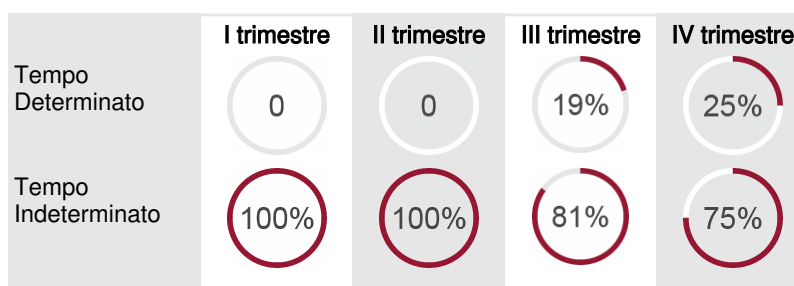 I trimestre II trimestre III trimestre IV trimestre
Tempo
Determinato
0 0 19% 25%
Tempo
Indeterminato
100% 100% 81% 75%